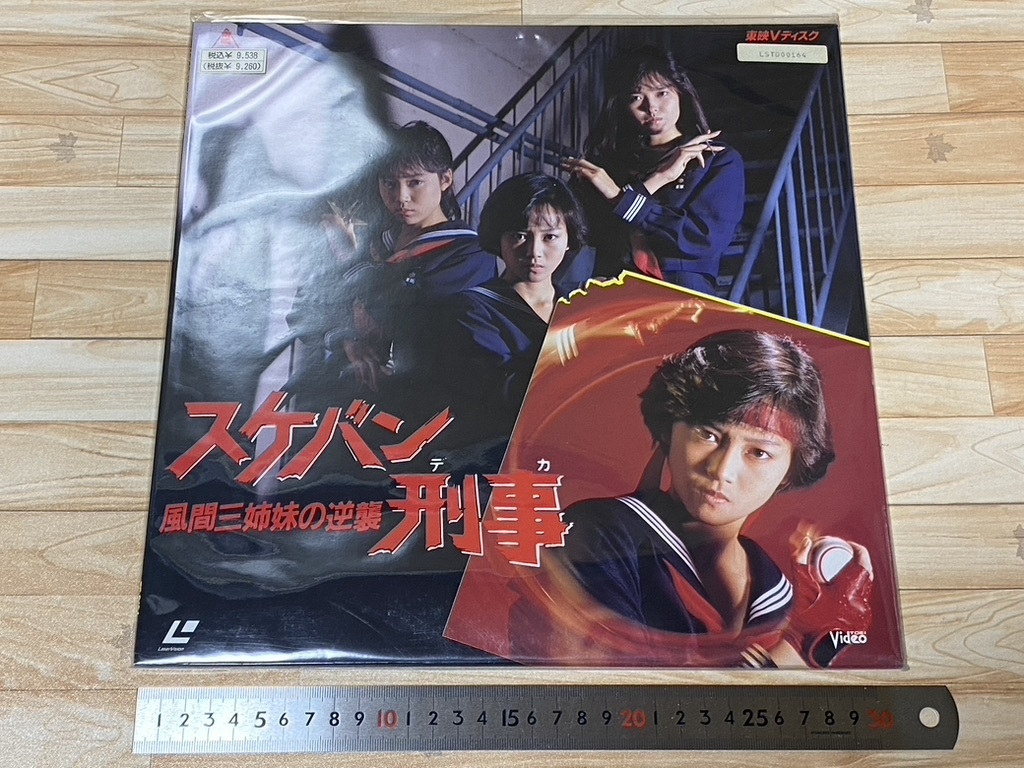 東映Vディスク
税込¥ 9,538
(税抜¥ 9,260)
LSTD00166
スケバン
デカ
刑事
風間三姉妹の逆襲
LaserVision
TOEI
Video
1 2 3 4 5 6 7 8 9 10 1 2 3 4 15 6 7 8 9 20 1 2 3 4 25 6 7 8 9 30